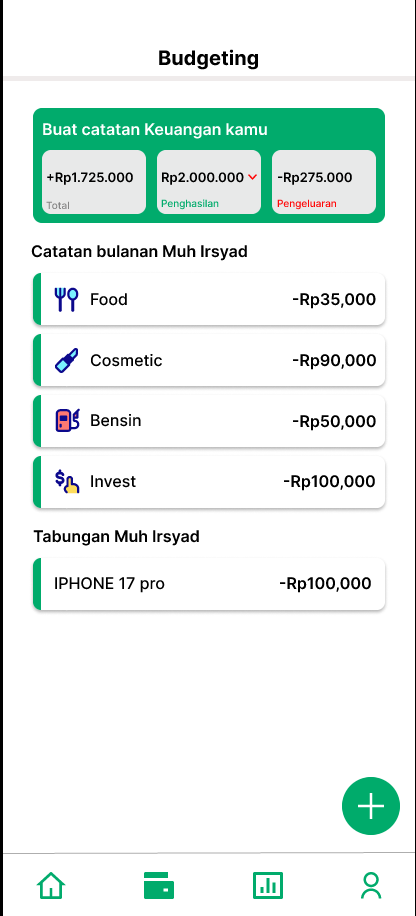 Budgeting
Buat catatan Keuangan kamu
+Rp1.725.000 Rp2.000.000 -Rp275.000
Total Penghasilan Pengeluaran
Catatan bulanan Muh Irsyad
Food -Rp35,000
Cosmetic -Rp90,000
Bensin -Rp50,000
Invest -Rp100,000
Tabungan Muh Irsyad
IPHONE 17 pro -Rp100,000